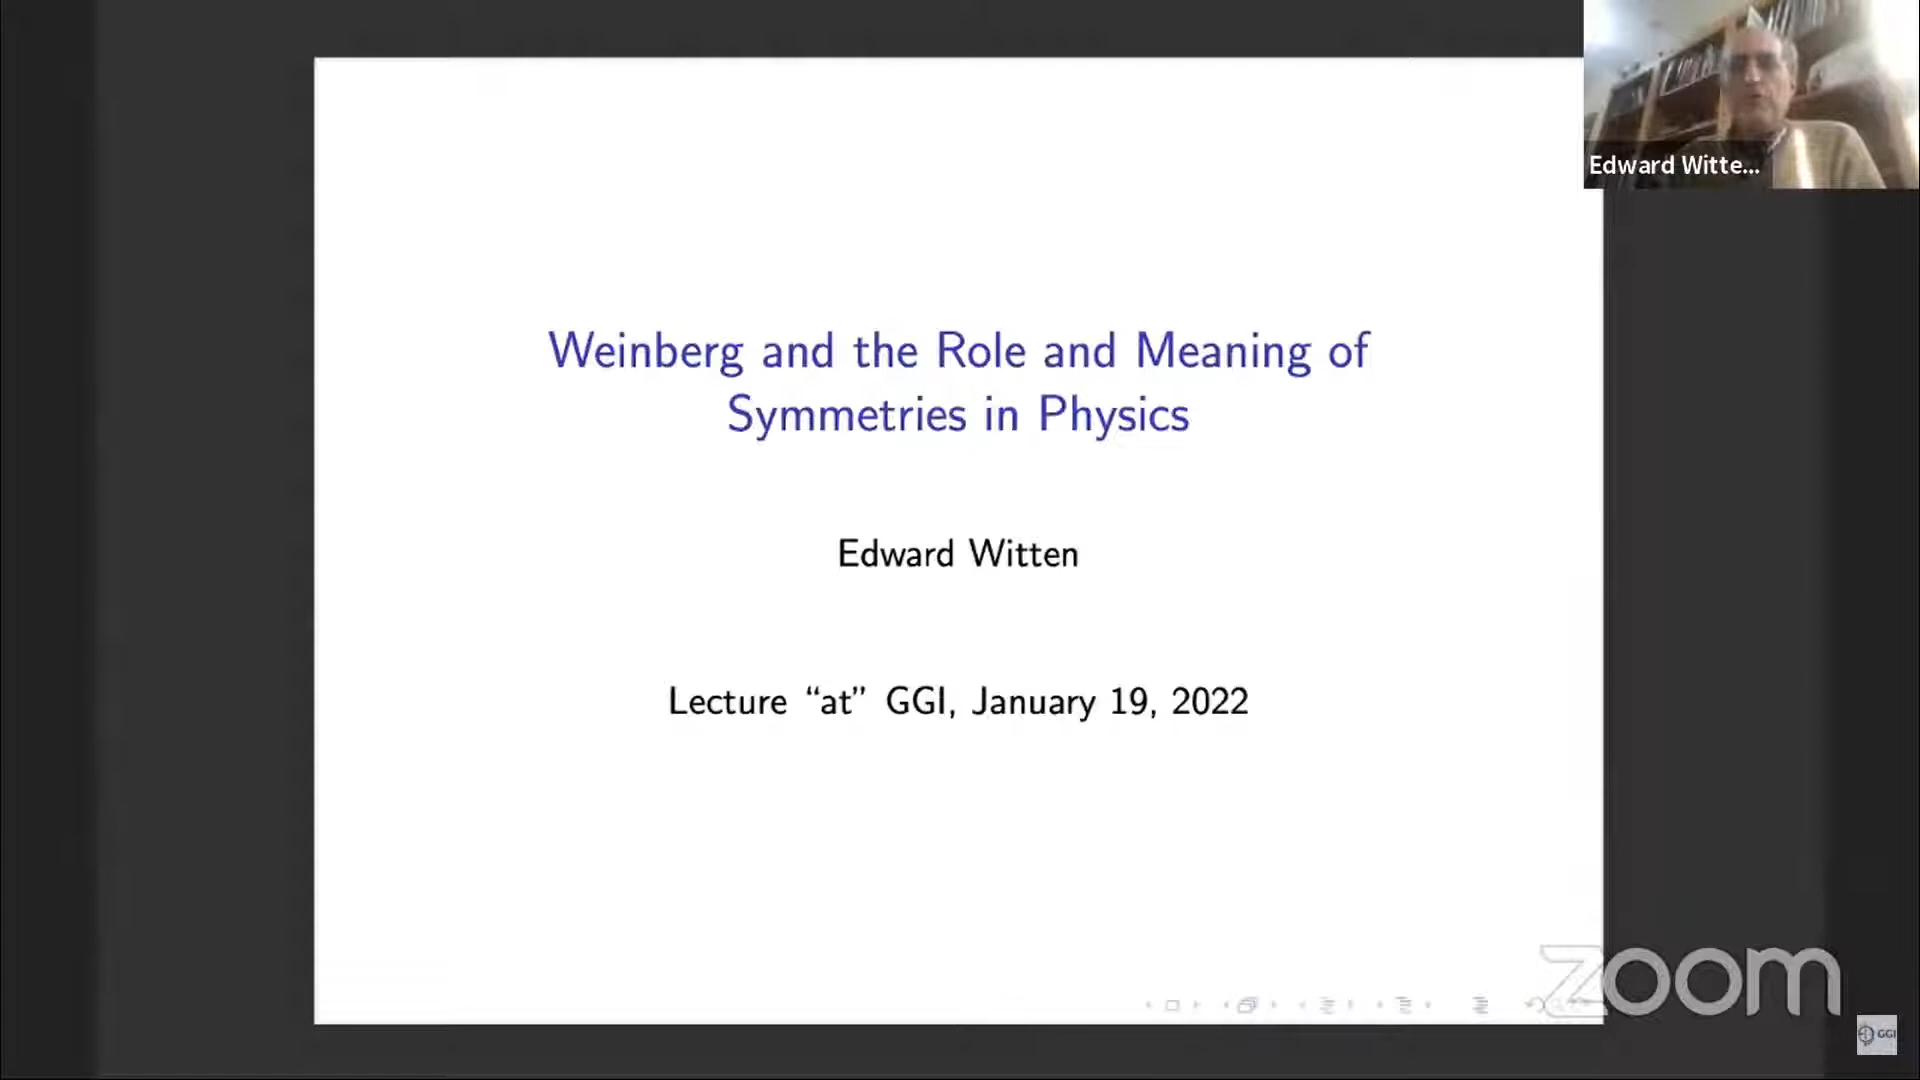 Edward Witte...
Weinberg and the Role and Meaning of
Symmetries in Physics
Edward Witten
Lecture “at” GGI, January 19, 2022
zoom
GGI